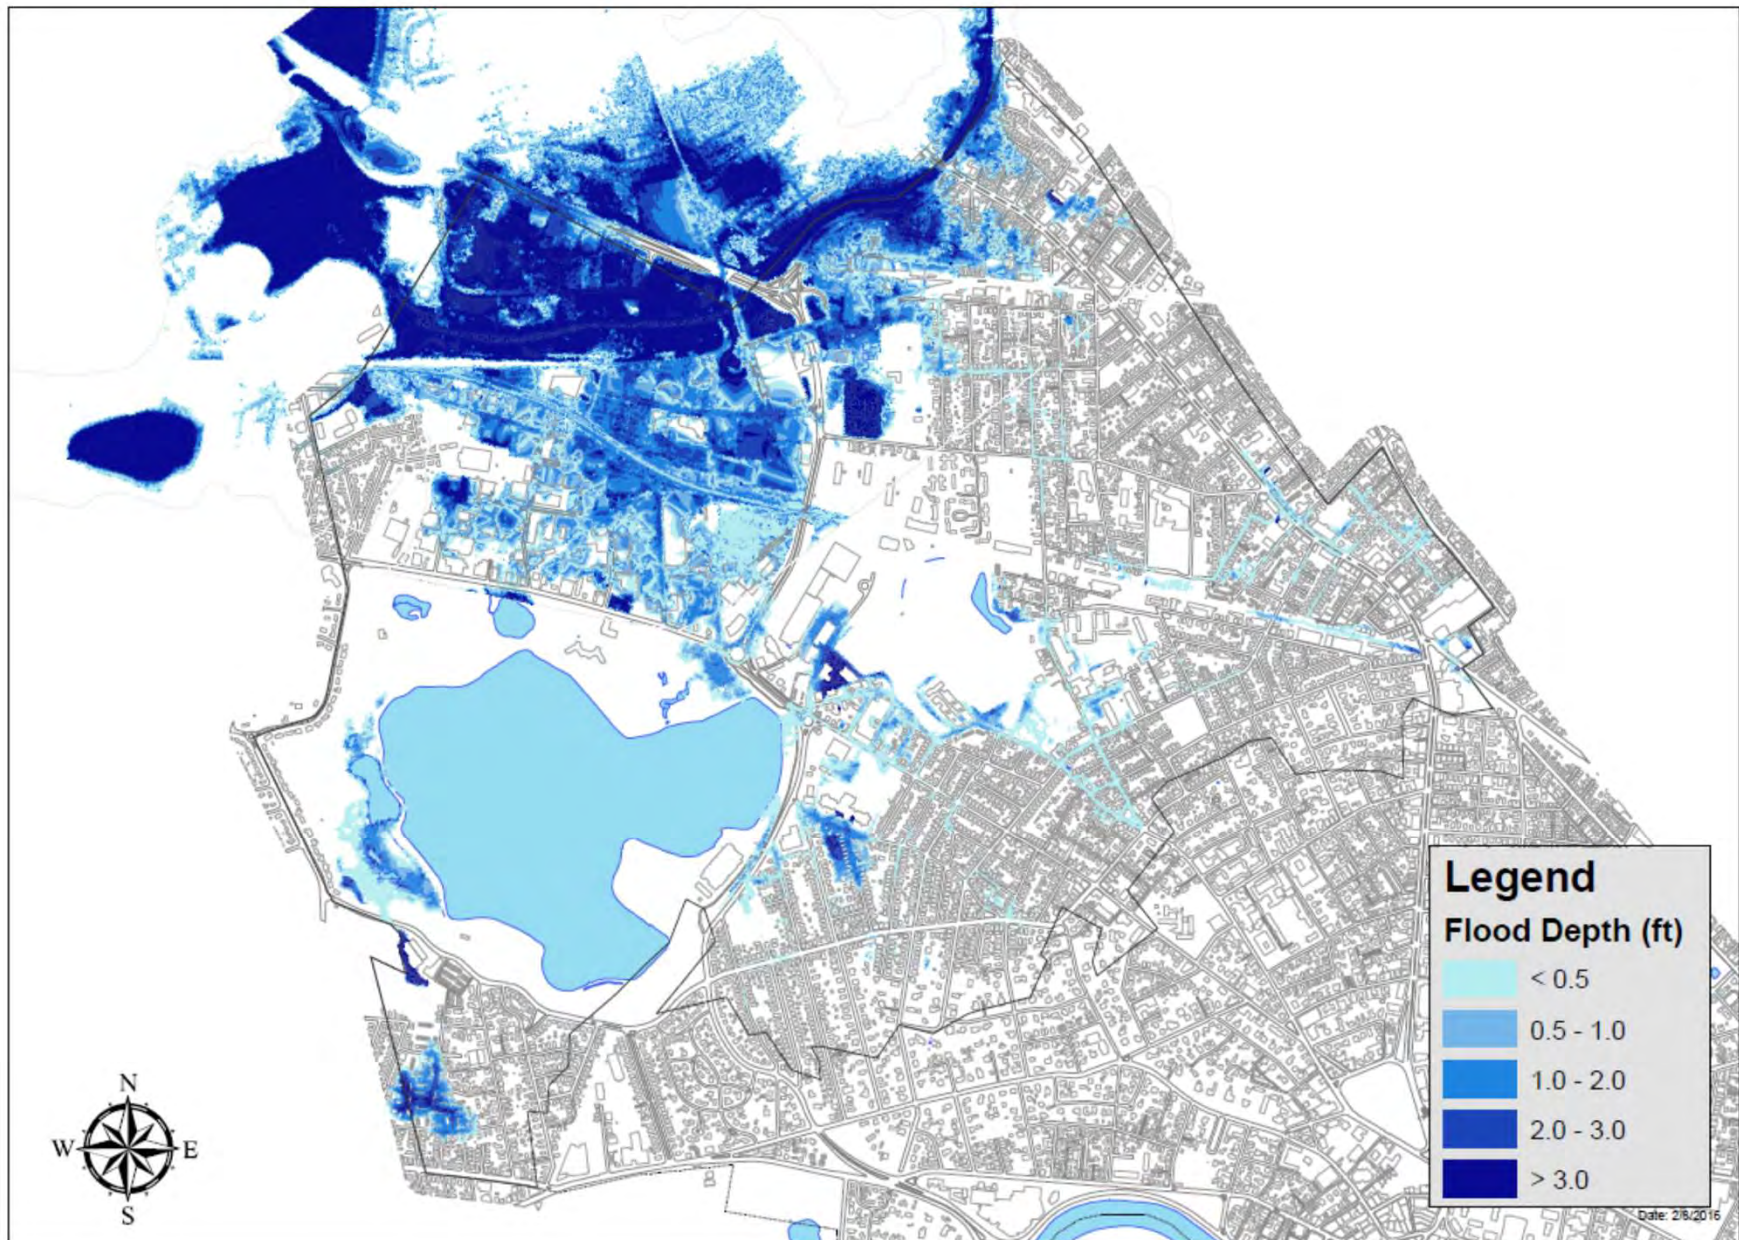 Legend
Flood Depth (ft)
< 0.5
0.5 - 1.0
1.0 - 2.0
2.0 - 3.0
> 3.0
N
W E
S
Date: 2/8/2016